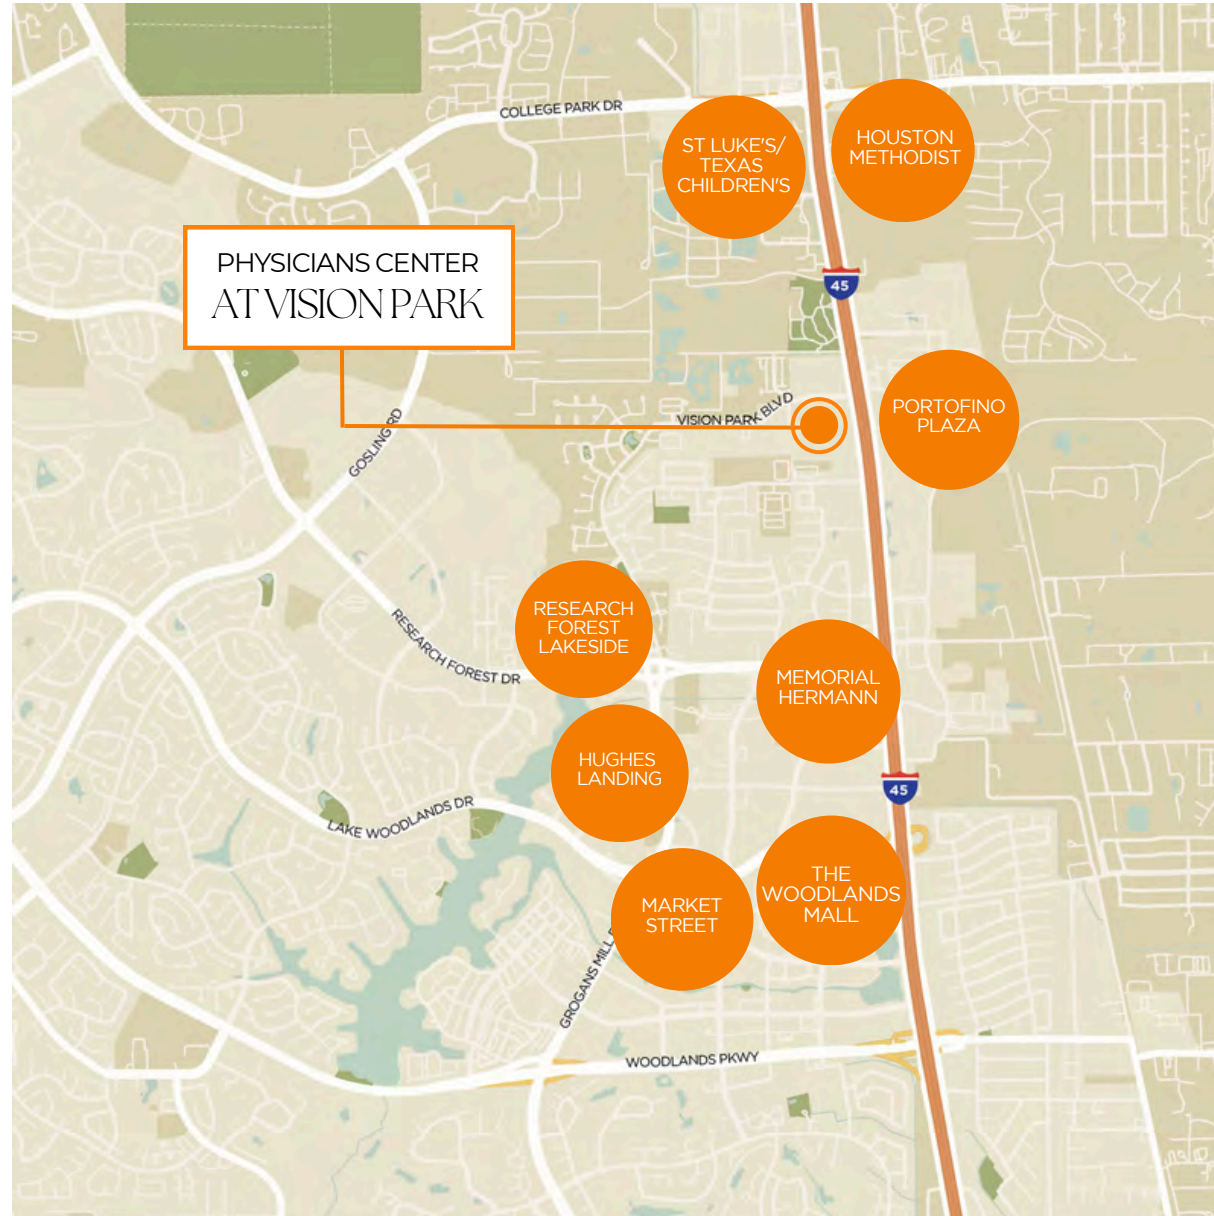 COLLEGE PARK DR
ST LUKE'S/
TEXAS
CHILDREN'S
HOUSTON
METHODIST
PHYSICIANS CENTER
AT VISION PARK
45
VISION PARK BLVD
PORTOFINO
PLAZA
GOSLING RD
RESEARCH
FOREST
LAKESIDE
RESEARCH FOREST DR
MEMORIAL
HERMANN
HUGHES
LANDING
45
LAKE WOODLANDS DR
THE
WOODLANDS
MALL
MARKET
STREET
GROGANS MILL
WOODLANDS PKWY